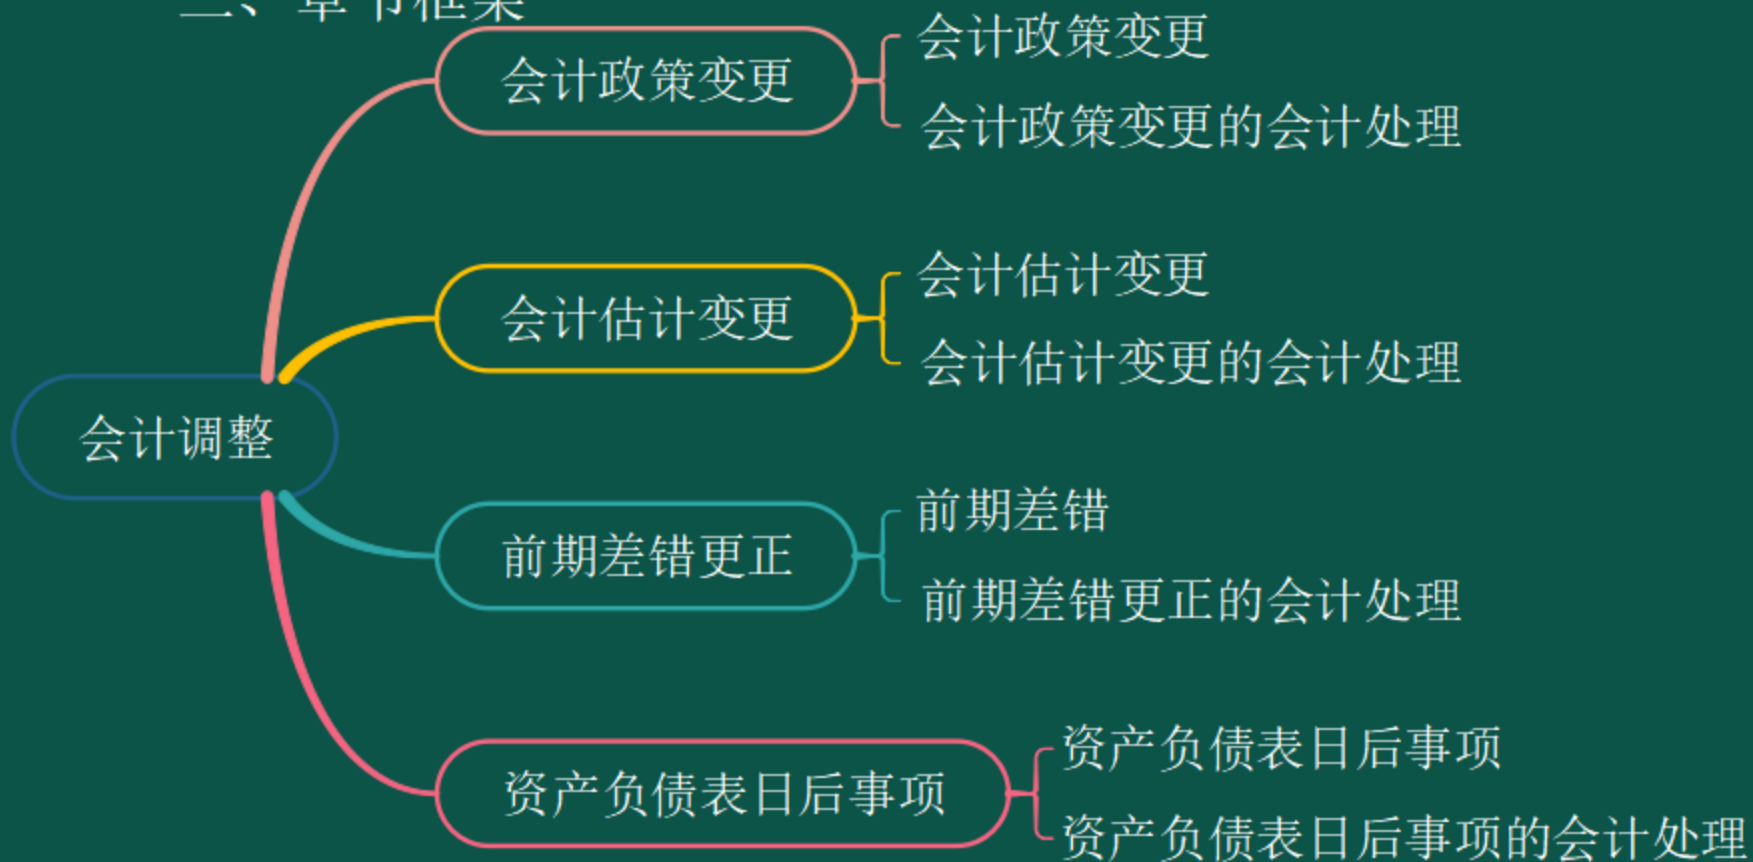 章节框架
会计政策变更
会计政策变更
会计政策变更的会计处理
会计估计变更
会计估计变更
会计估计变更的会计处理
会计调整
前期差错更正
前期差错
前期差错更正的会计处理
资产负债表日后事项
资产负债表日后事项
资产负债表日后事项的会计处理